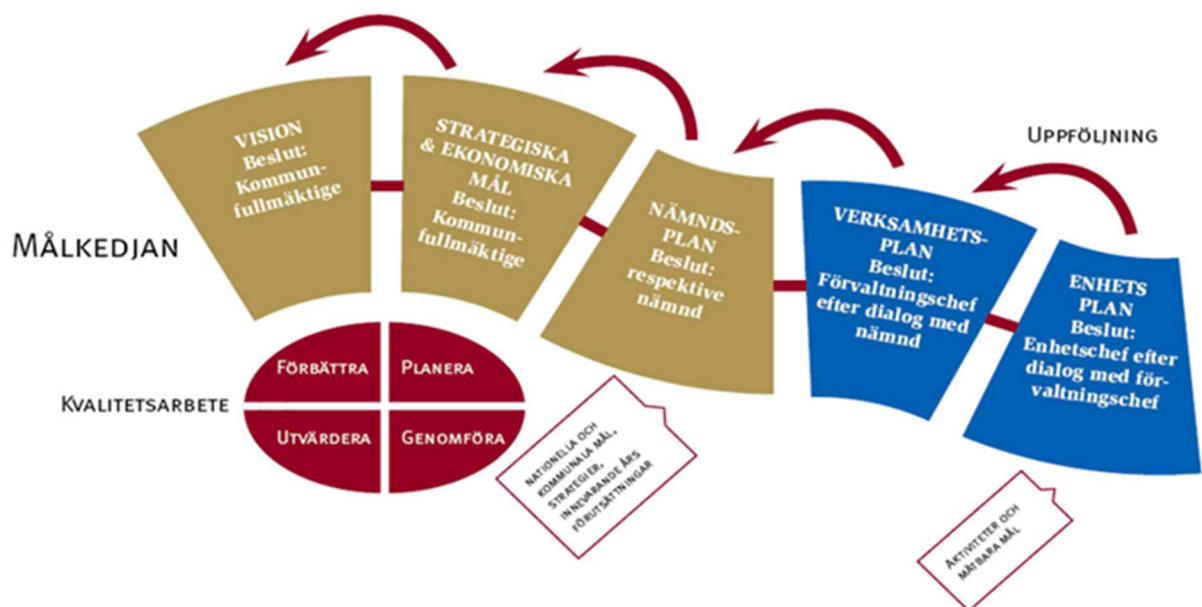 VISION
Beslut:
Kommun-
fullmäktige
STRATEGISKA
& EKONOMISKA
MÅL
Beslut:
Kommun-
fullmäktige
NÄMNDS-
PLAN
Beslut:
respektive
nämnd
VERKSAMHETS-
PLAN
Beslut:
Förvaltningschef
efter dialog med
nämnd
ENHETS
PLAN
Beslut:
Enhetschef efter
dialog med för-
valtningschef
UPPFÖLJNING
MÅLKEDJAN
KVALITETSARBETE
FÖRBÄTTRA
PLANERA
UTVÄRDERA
GENOMFÖRA
NATIONELLA OCH
KOMMUNALA MÅL,
STRATEGIER,
INNEVARANDE ÅRS
FÖRUTSÄTTNINGAR
AKTIVITETER OCH
MÄTBARA MÅL